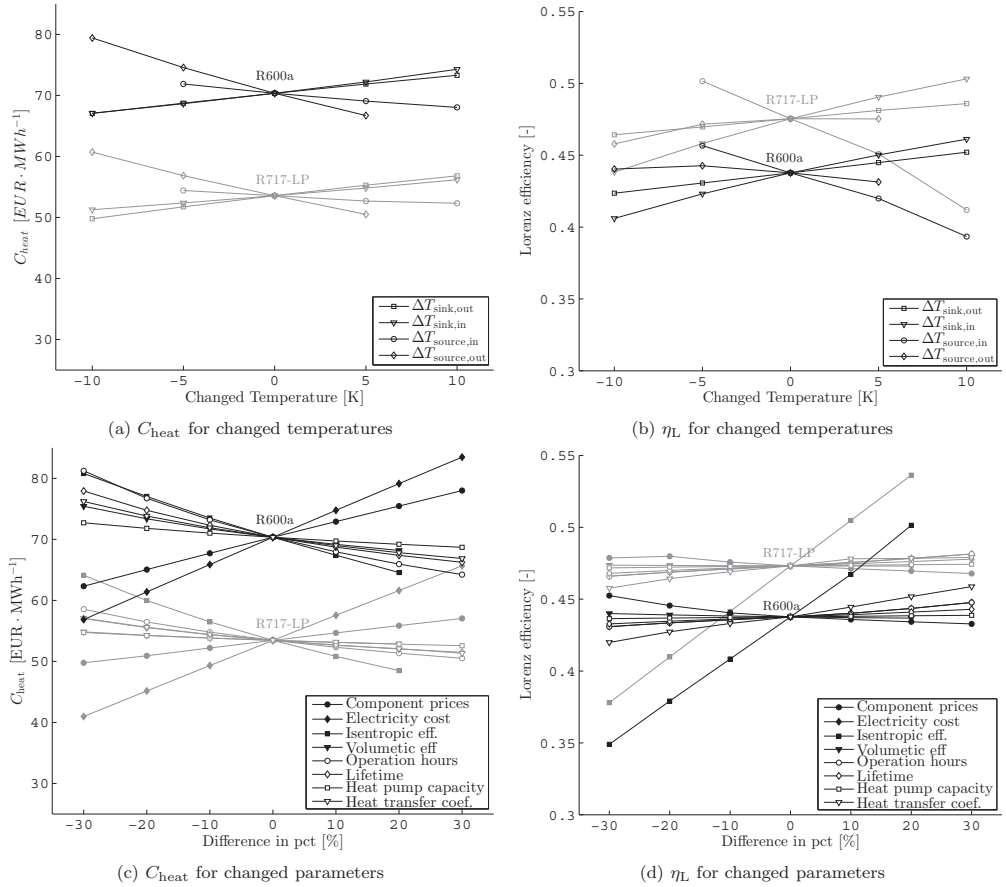 80
70
60
50
40
30
C_heat [EUR · MWh⁻¹]
R600a
R717-LP
ΔT_sink,out
ΔT_sink,in
ΔT_source,in
ΔT_source,out
−10 −5 0 5 10
Changed Temperature [K]
(a) C_heat for changed temperatures
0.55
0.5
0.45
0.4
0.35
0.3
Lorenz efficiency [-]
R717-LP
R600a
ΔT_sink,out
ΔT_sink,in
ΔT_source,in
ΔT_source,out
−10 −5 0 5 10
Changed Temperature [K]
(b) η_L for changed temperatures
80
70
60
50
40
30
C_heat [EUR · MWh⁻¹]
R600a
R717-LP
Component prices
Electricity cost
Isentropic eff.
Volumetic eff
Operation hours
Lifetime
Heat pump capacity
Heat transfer coef.
−30 −20 −10 0 10 20 30
Difference in pct [%]
(c) C_heat for changed parameters
0.55
0.5
0.45
0.4
0.35
0.3
Lorenz efficiency [-]
R717-LP
R600a
Component prices
Electricity cost
Isentropic eff.
Volumetic eff
Operation hours
Lifetime
Heat pump capacity
Heat transfer coef.
−30 −20 −10 0 10 20 30
Difference in pct [%]
(d) η_L for changed parameters